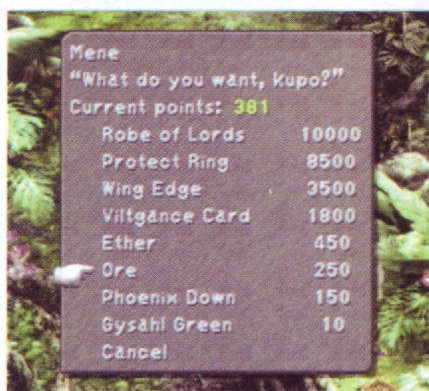 Mene
“What do you want, kupo?”
Current points: 381
Robe of Lords 10000
Protect Ring 8500
Wing Edge 3500
Viltgance Card 1800
Ether 450
Ore 250
Phoenix Down 150
Gysahl Green 10
Cancel